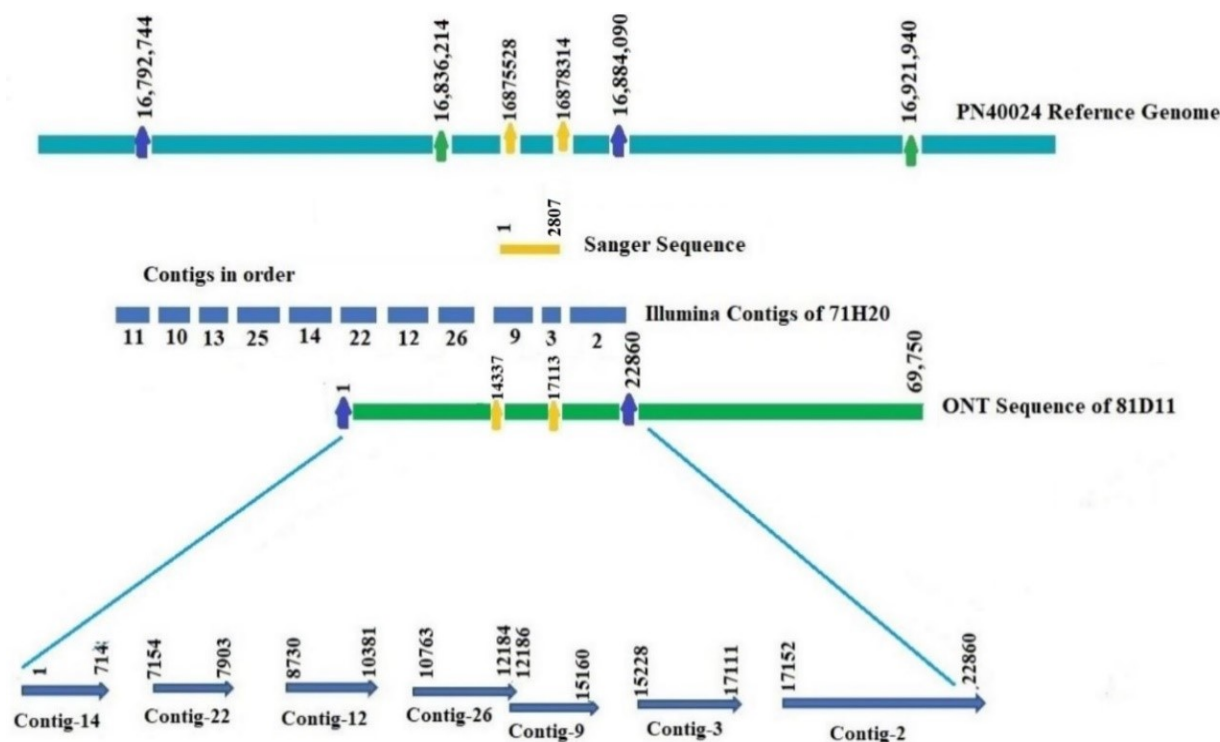 16,792,744
16,836,214
16875528
16878314
16,884,090
16,921,940
PN40024 Refernce Genome
1
2807
Sanger Sequence
Contigs in order
Illumina Contigs of 71H20
11 10 13 25 14 22 12 26 9 3 2
1
14337
17113
22860
69,750
ONT Sequence of 81D11
1
7154
7903
8730
10381
10763
12184
12186
15160
15228
17111
17152
22860
Contig-14
Contig-22
Contig-12
Contig-26
Contig-9
Contig-3
Contig-2